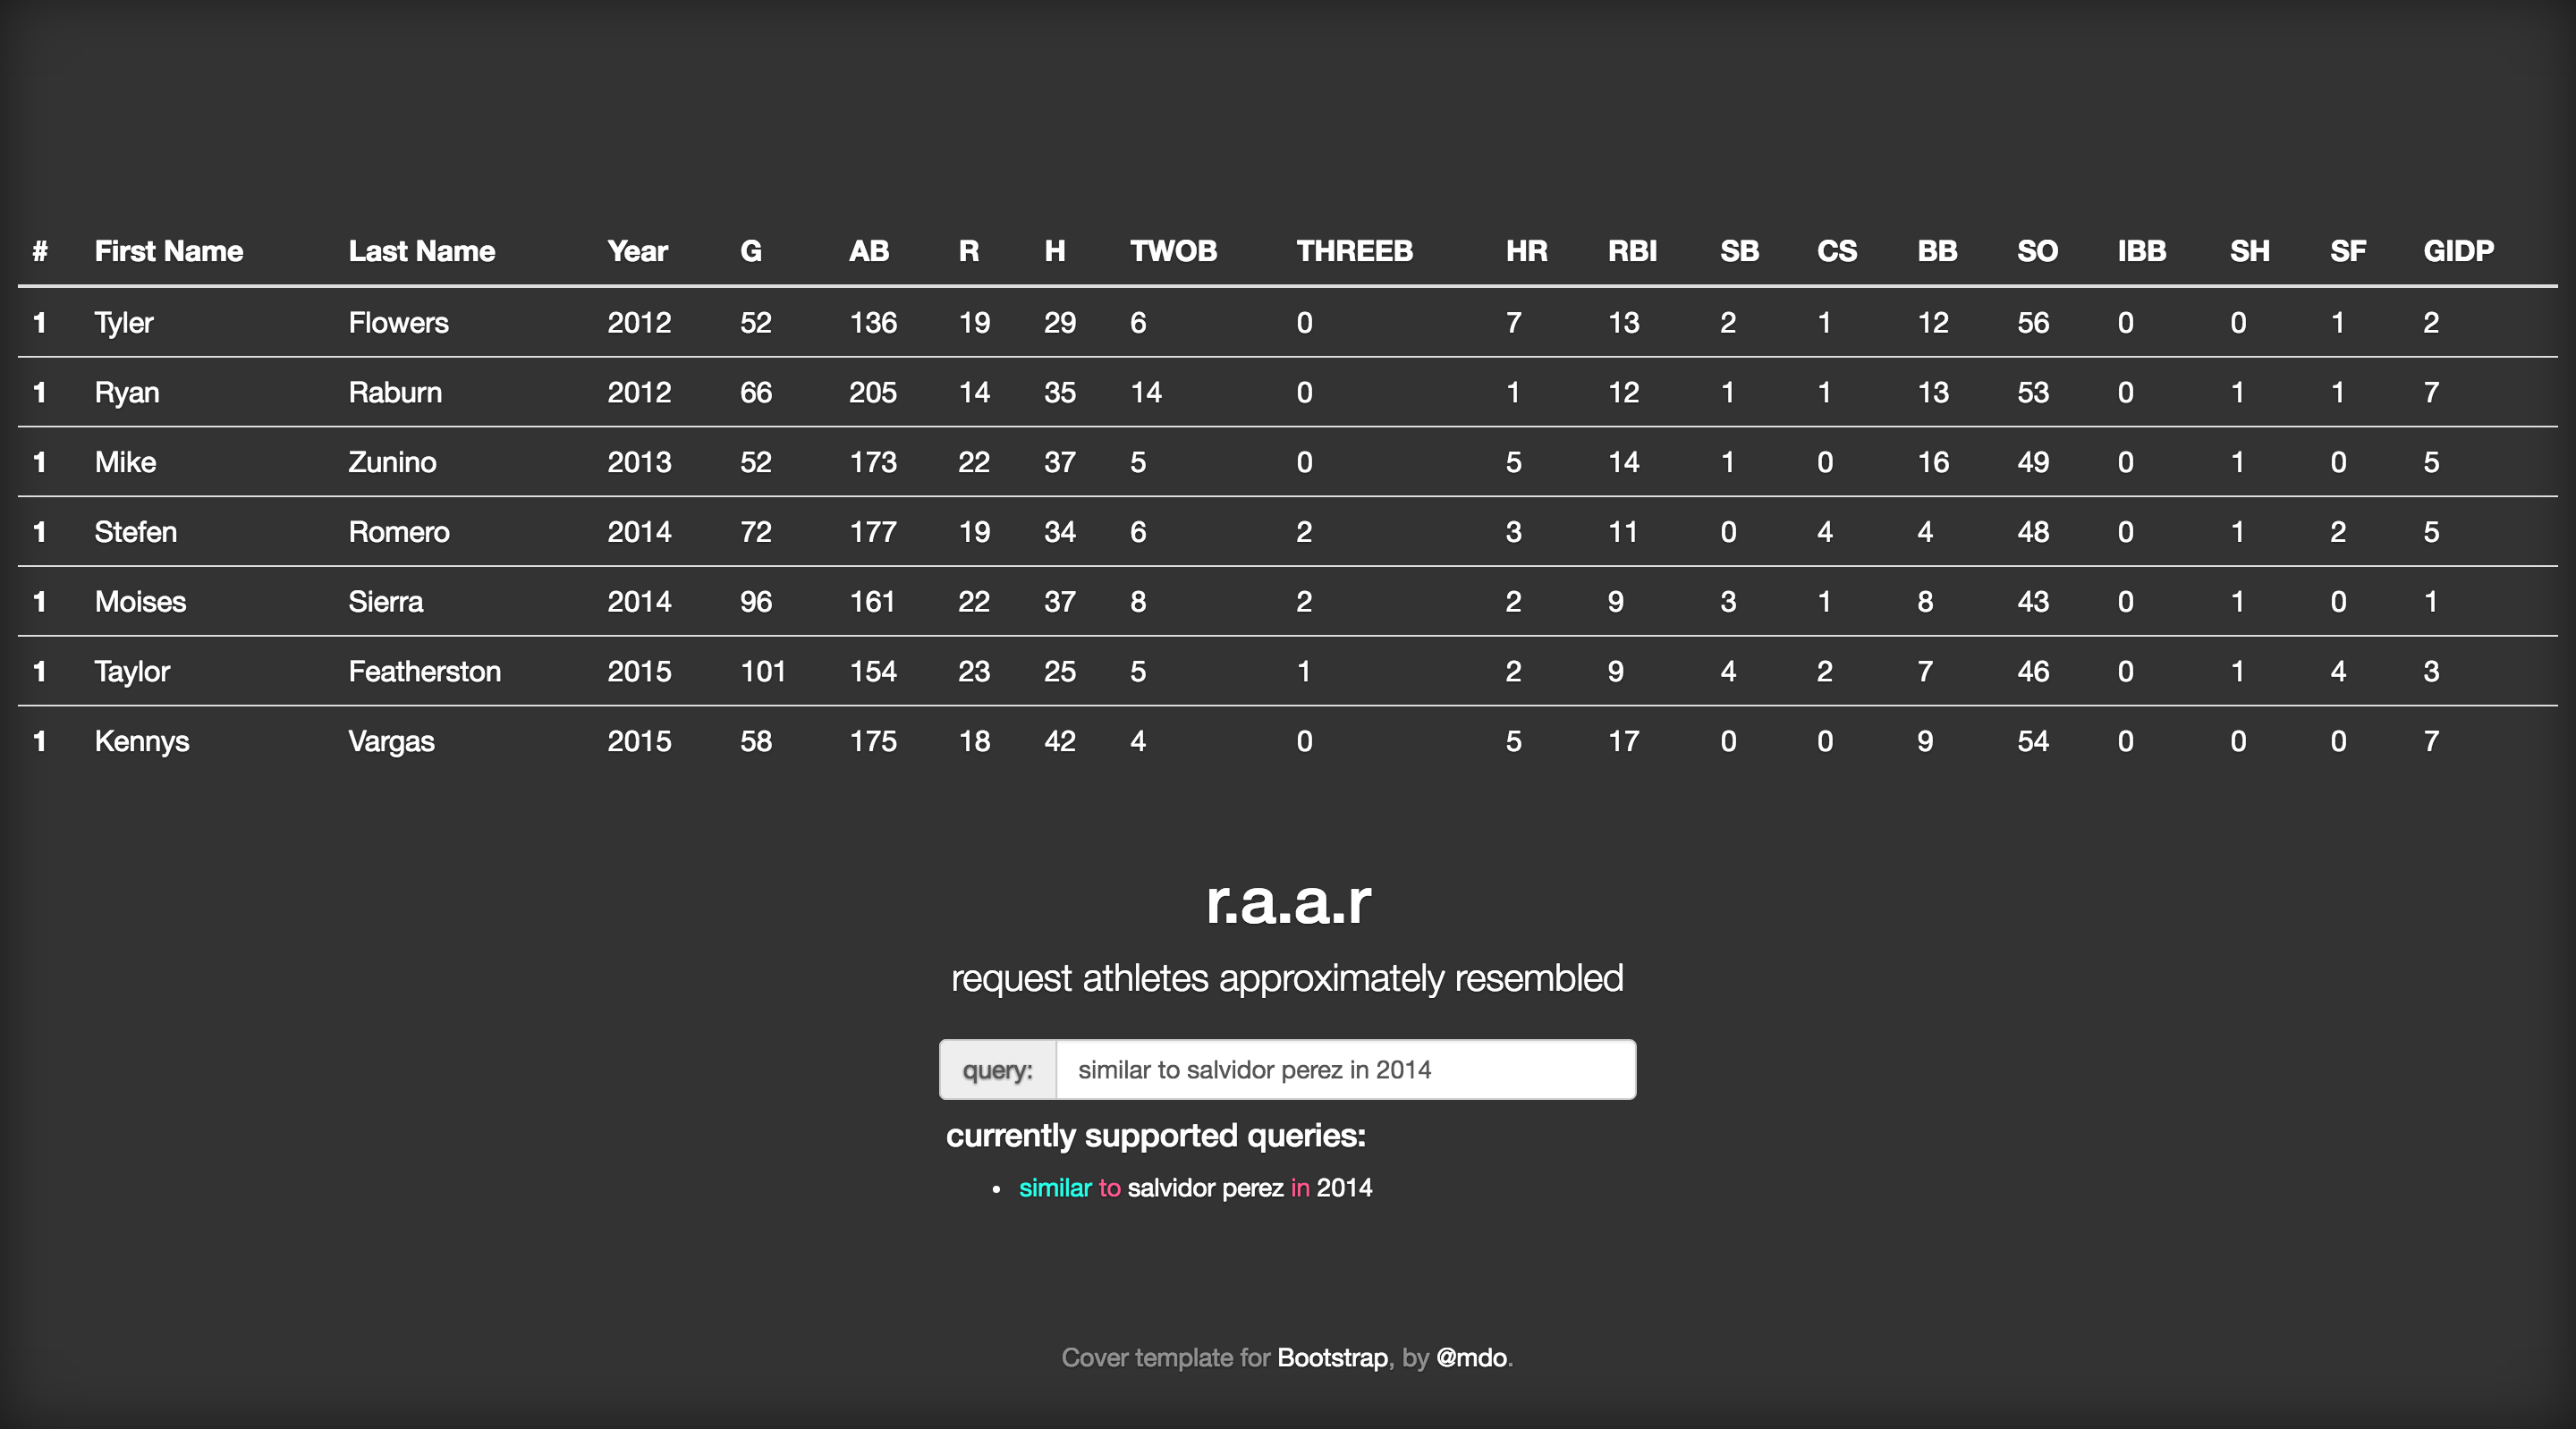 # First Name Last Name Year G AB R H TWOB THREEB HR RBI SB CS BB SO IBB SH SF GIDP
1 Tyler Flowers 2012 52 136 19 29 6 0 7 13 2 1 12 56 0 0 1 2
1 Ryan Raburn 2012 66 205 14 35 14 0 1 12 1 1 13 53 0 1 1 7
1 Mike Zunino 2013 52 173 22 37 5 0 5 14 1 0 16 49 0 1 0 5
1 Stefen Romero 2014 72 177 19 34 6 2 3 11 0 4 4 48 0 1 2 5
1 Moises Sierra 2014 96 161 22 37 8 2 2 9 3 1 8 43 0 1 0 1
1 Taylor Featherston 2015 101 154 23 25 5 1 2 9 4 2 7 46 0 1 4 3
1 Kennys Vargas 2015 58 175 18 42 4 0 5 17 0 0 9 54 0 0 0 7
r.a.a.r
request athletes approximately resembled
query: similar to salvidor perez in 2014
currently supported queries:
• similar to salvidor perez in 2014
Cover template for Bootstrap, by @mdo.